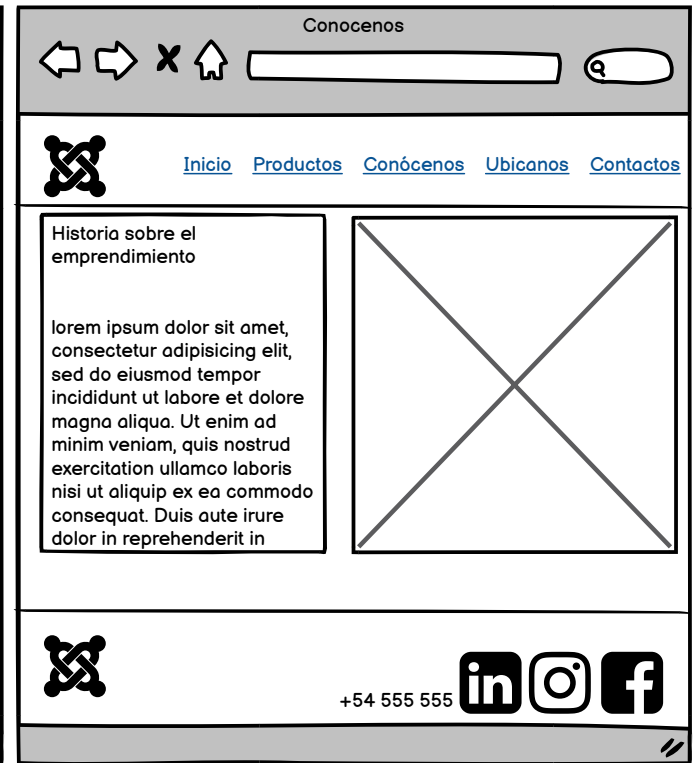 Conocenos
Inicio Productos Conócenos Ubicanos Contactos
Historia sobre el
emprendimiento
lorem ipsum dolor sit amet,
consectetur adipisicing elit,
sed do eiusmod tempor
incididunt ut labore et dolore
magna aliqua. Ut enim ad
minim veniam, quis nostrud
exercitation ullamco laboris
nisi ut aliquip ex ea commodo
consequat. Duis aute irure
dolor in reprehenderit in
+54 555 555
in